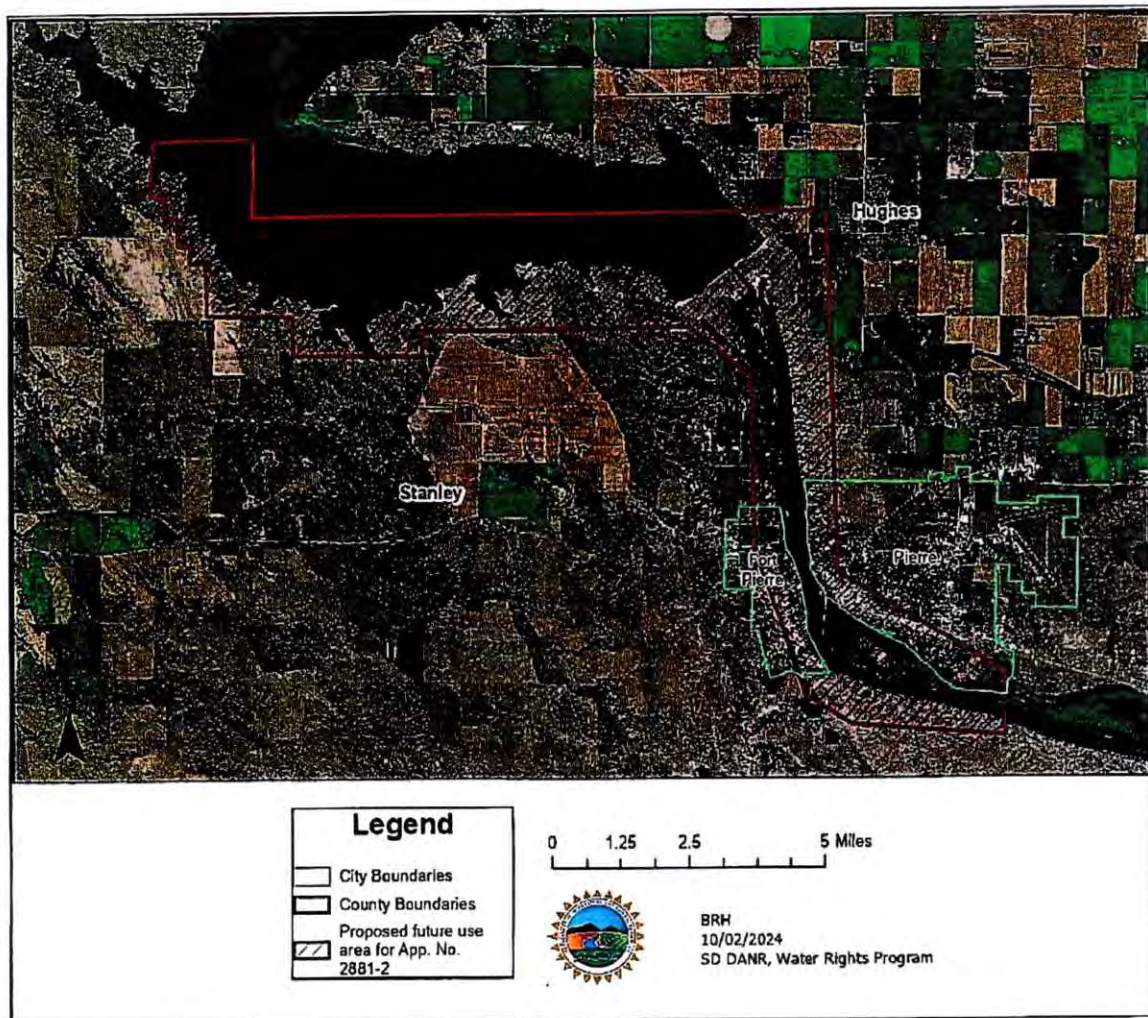 Hughes
Stanley
Fort
Pierre
Pierre
Legend
City Boundaries
County Boundaries
Proposed future use
area for App. No.
2881-2
0 1.25 2.5 5 Miles
BRH
10/02/2024
SD DANR, Water Rights Program